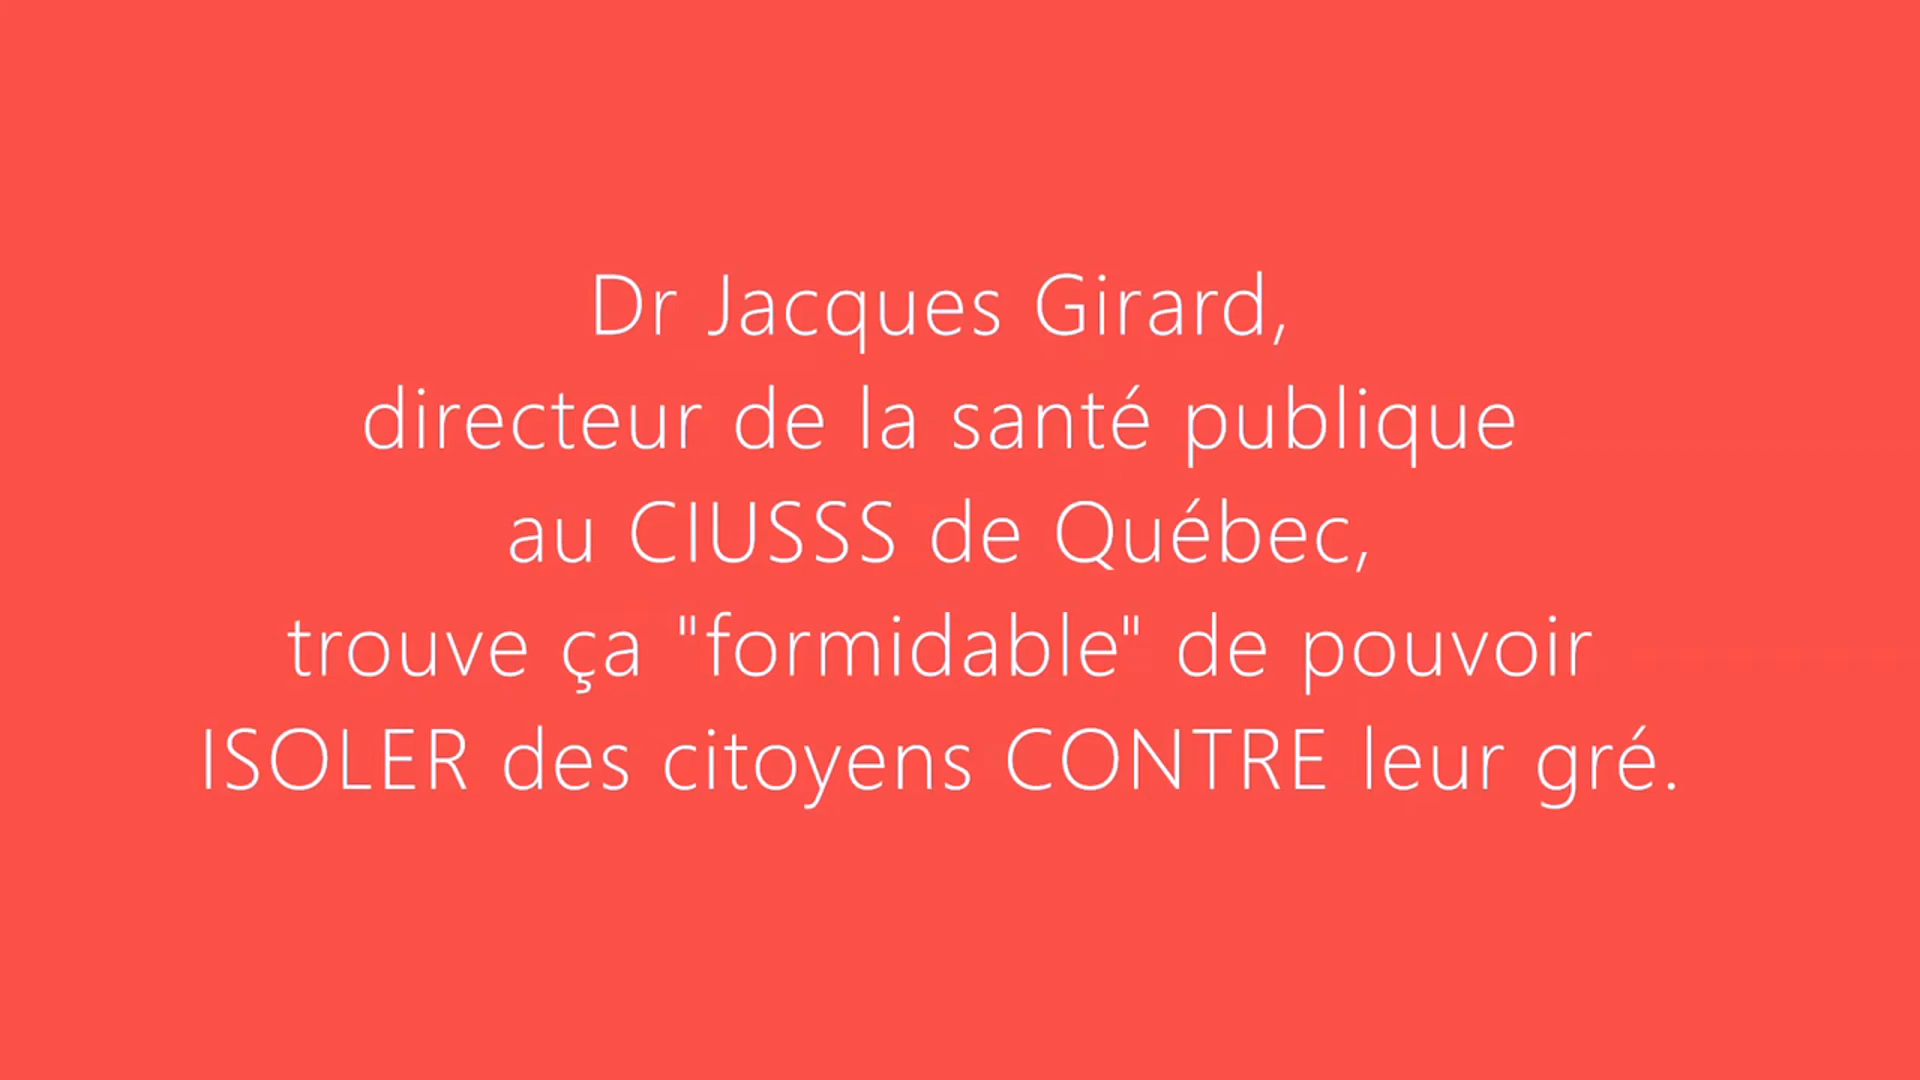 Dr Jacques Girard,
directeur de la santé publique
au CIUSSS de Québec,
trouve ça "formidable" de pouvoir
ISOLER des citoyens CONTRE leur gré.